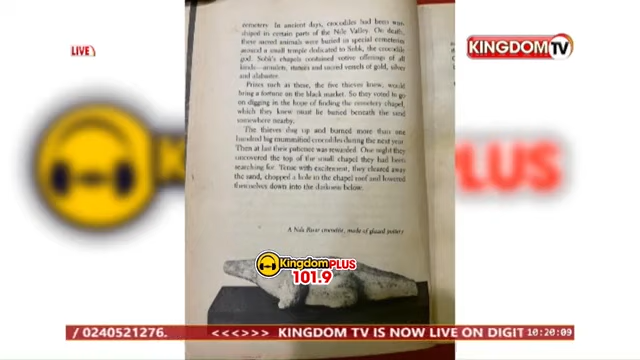 LIVE
KINGDOM TV
cemetery. In ancient days, crocodiles had been wor-
shiped in certain parts of the Nile Valley. On death,
these sacred animals were buried in special cemeteries
around a small temple dedicated to Sobk, the crocodile
god. Sobk's chapels contained votive offerings of all
kinds—amulets, statues and sacred vessels of gold, silver
and alabaster.
Prizes such as these, the five thieves knew, would
bring a fortune on the black market. So they voted to go
on digging in the hope of finding the cemetery chapel,
which they knew must lie buried beneath the sand
somewhere nearby.
The thieves dug up and burned more than one
hundred big mummified crocodiles during the next year.
Then at last their patience was rewarded. One night they
uncovered the top of the small chapel they had been
searching for. Tense with excitement, they cleared away
the sand, chopped a hole in the chapel roof and lowered
themselves down into the darkness below.
A Nile River crocodile, made of glazed pottery
KingdomPLUS
101.9
King
PLUS
/ 0240521276. <<<>>> KINGDOM TV IS NOW LIVE ON DIGIT
10:20:09